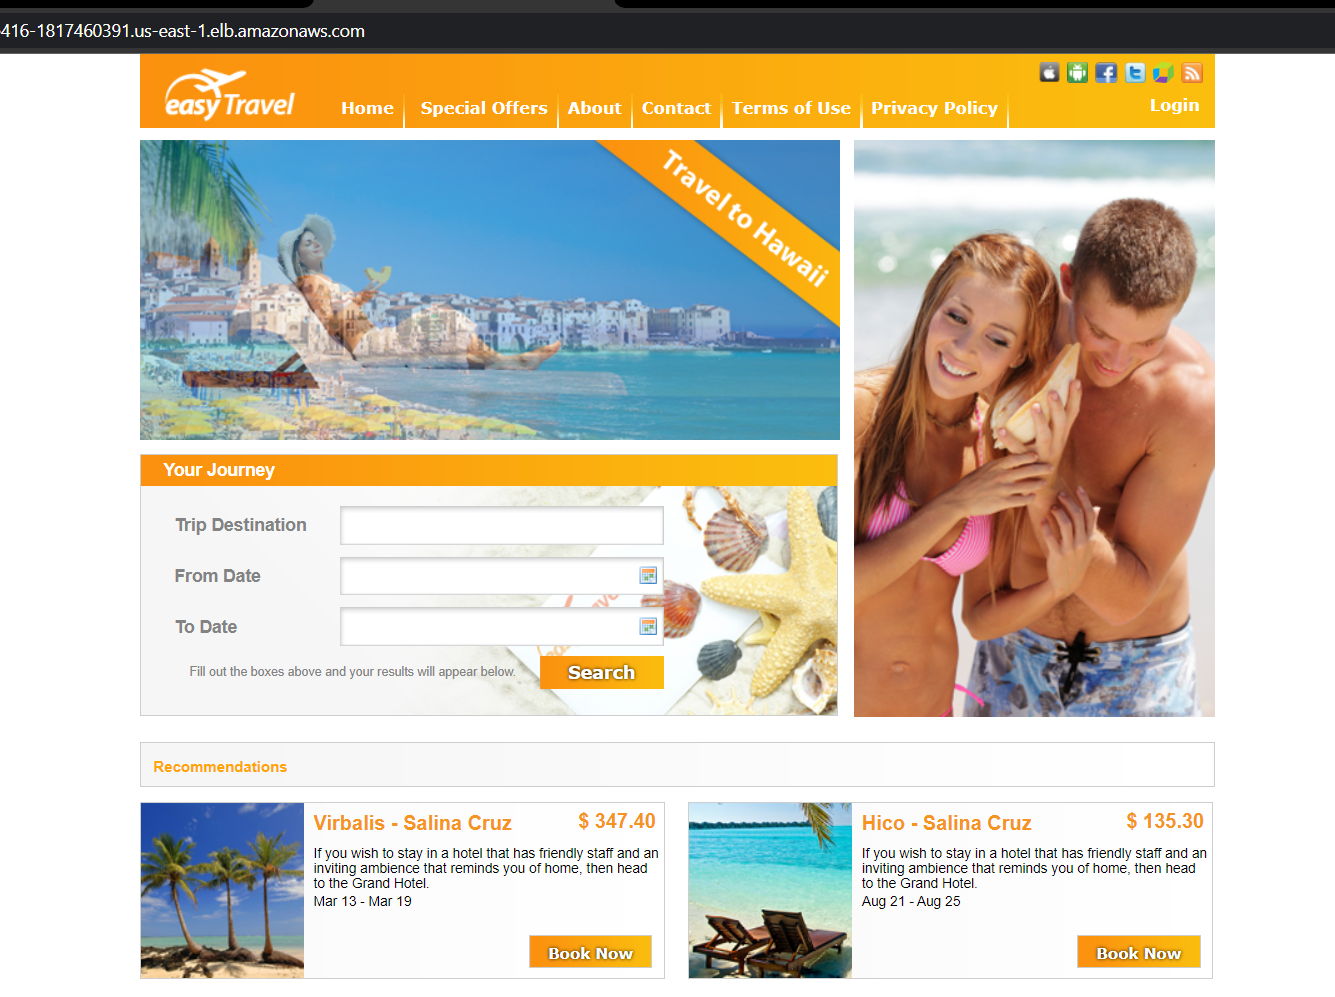 416-1817460391.us-east-1.elb.amazonaws.com
easyTravel
Home Special Offers About Contact Terms of Use Privacy Policy Login
Travel to Hawaii
Your Journey
Trip Destination
From Date
To Date
Fill out the boxes above and your results will appear below.
Search
Recommendations
Virbalis - Salina Cruz $ 347.40
If you wish to stay in a hotel that has friendly staff and an
inviting ambience that reminds you of home, then head
to the Grand Hotel.
Mar 13 - Mar 19
Book Now
Hico - Salina Cruz $ 135.30
If you wish to stay in a hotel that has friendly staff and an
inviting ambience that reminds you of home, then head
to the Grand Hotel.
Aug 21 - Aug 25
Book Now